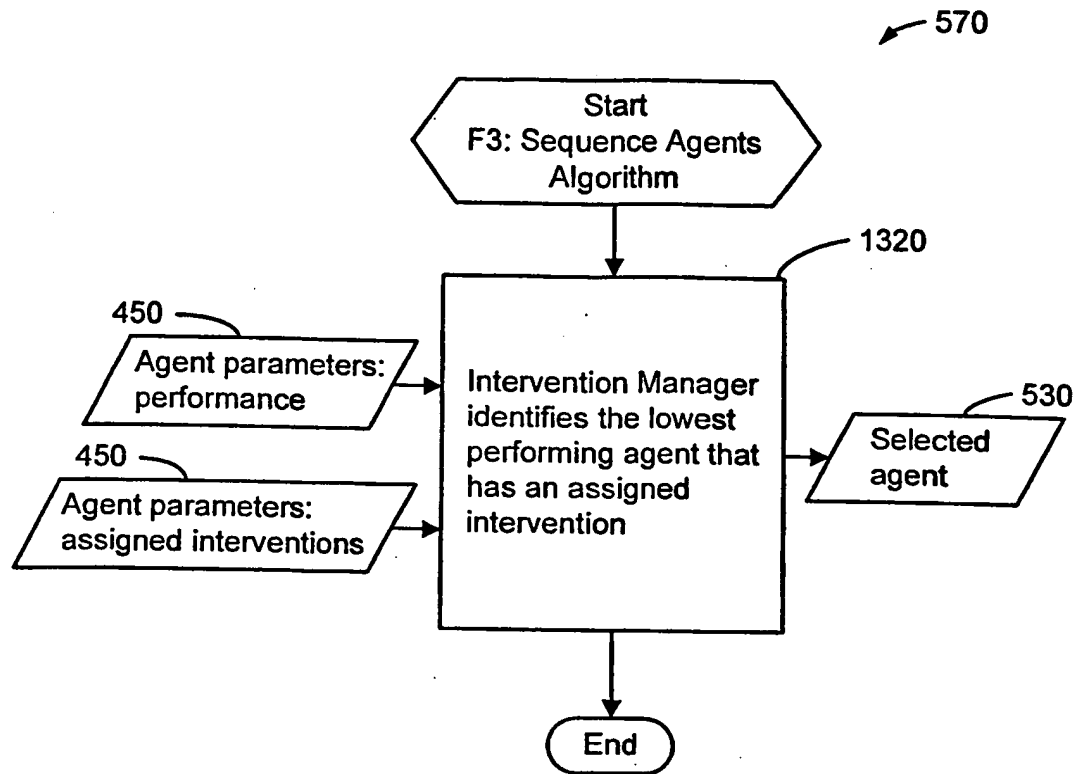 570
Start
F3: Sequence Agents
Algorithm
1320
450
Agent parameters:
performance
450
Agent parameters:
assigned interventions
Intervention Manager
identifies the lowest
performing agent that
has an assigned
intervention
530
Selected
agent
End